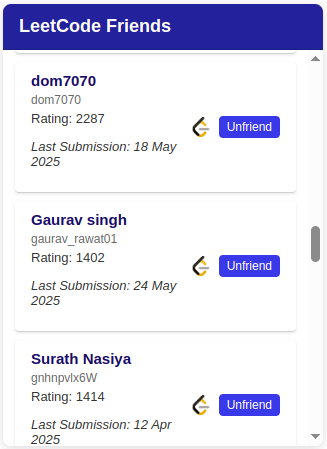 LeetCode Friends
dom7070
dom7070
Rating: 2287
Unfriend
Last Submission: 18 May
2025
Gaurav singh
gaurav_rawat01
Rating: 1402
Unfriend
Last Submission: 24 May
2025
Surath Nasiya
gnhnpvlx6W
Rating: 1414
Unfriend
Last Submission: 12 Apr
2025